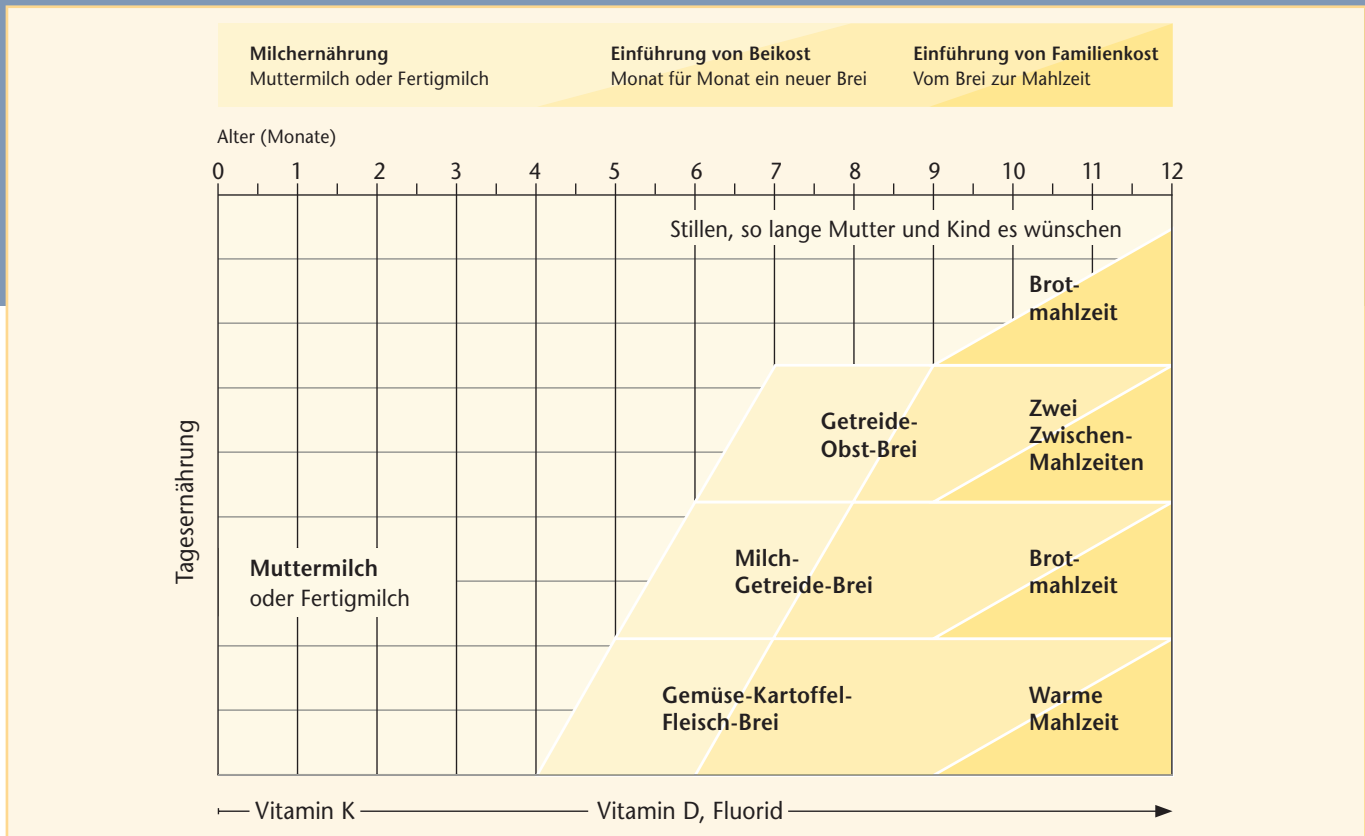 Milchernährung
Muttermilch oder Fertigmilch
Einführung von Beikost
Monat für Monat ein neuer Brei
Einführung von Familienkost
Vom Brei zur Mahlzeit
Alter (Monate)
0 1 2 3 4 5 6 7 8 9 10 11 12
Stillen, so lange Mutter und Kind es wünschen
Brot-
mahlzeit
Getreide-
Obst-Brei
Zwei
Zwischen-
Mahlzeiten
Tagesernährung
Muttermilch
oder Fertigmilch
Milch-
Getreide-Brei
Brot-
mahlzeit
Gemüse-Kartoffel-
Fleisch-Brei
Warme
Mahlzeit
Vitamin K
Vitamin D, Fluorid